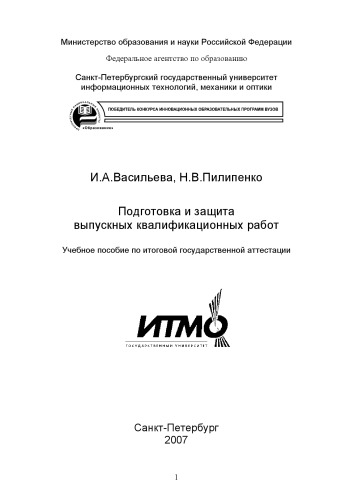 Министерство образования и науки Российской Федерации
Федеральное агентство по образованию
Санкт-Петербургский государственный университет
информационных технологий, механики и оптики
ПОБЕДИТЕЛЬ КОНКУРСА ИННОВАЦИОННЫХ ОБРАЗОВАТЕЛЬНЫХ ПРОГРАММ ВУЗОВ
«Образование»
И.А.Васильева, Н.В.Пилипенко
Подготовка и защита
выпускных квалификационных работ
Учебное пособие по итоговой государственной аттестации
ИТМО
ГОСУДАРСТВЕННЫЙ УНИВЕРСИТЕТ
Санкт-Петербург
2007
1